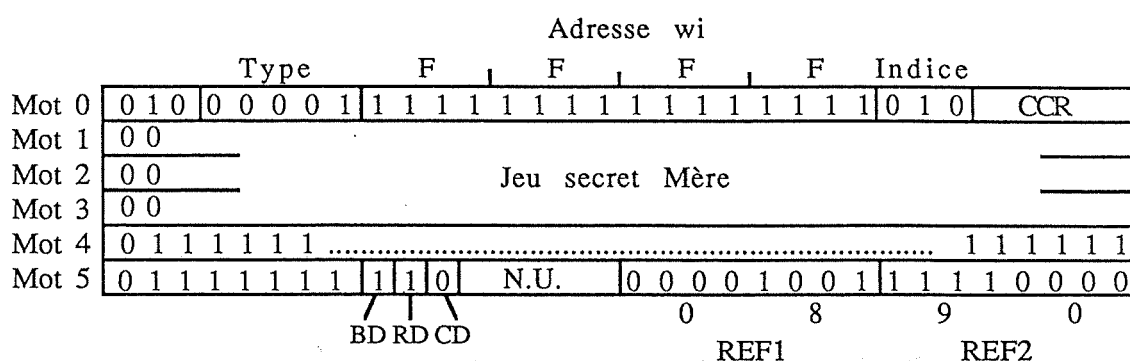 Adresse wi
Type F F F F Indice
Mot 0 0 1 0 0 0 0 0 1 1 1 1 1 1 1 1 1 1 1 1 1 1 1 1 1 0 1 0 CCR
Mot 1 0 0
Mot 2 0 0 Jeu secret Mère
Mot 3 0 0
Mot 4 0 1 1 1 1 1 1 ................................ 1 1 1 1 1 1
Mot 5 0 1 1 1 1 1 1 1 1 1 0 N.U. 0 0 0 0 1 0 0 1 1 1 1 1 0 0 0 0
0 8 9 0
BD RD CD
REF1 REF2